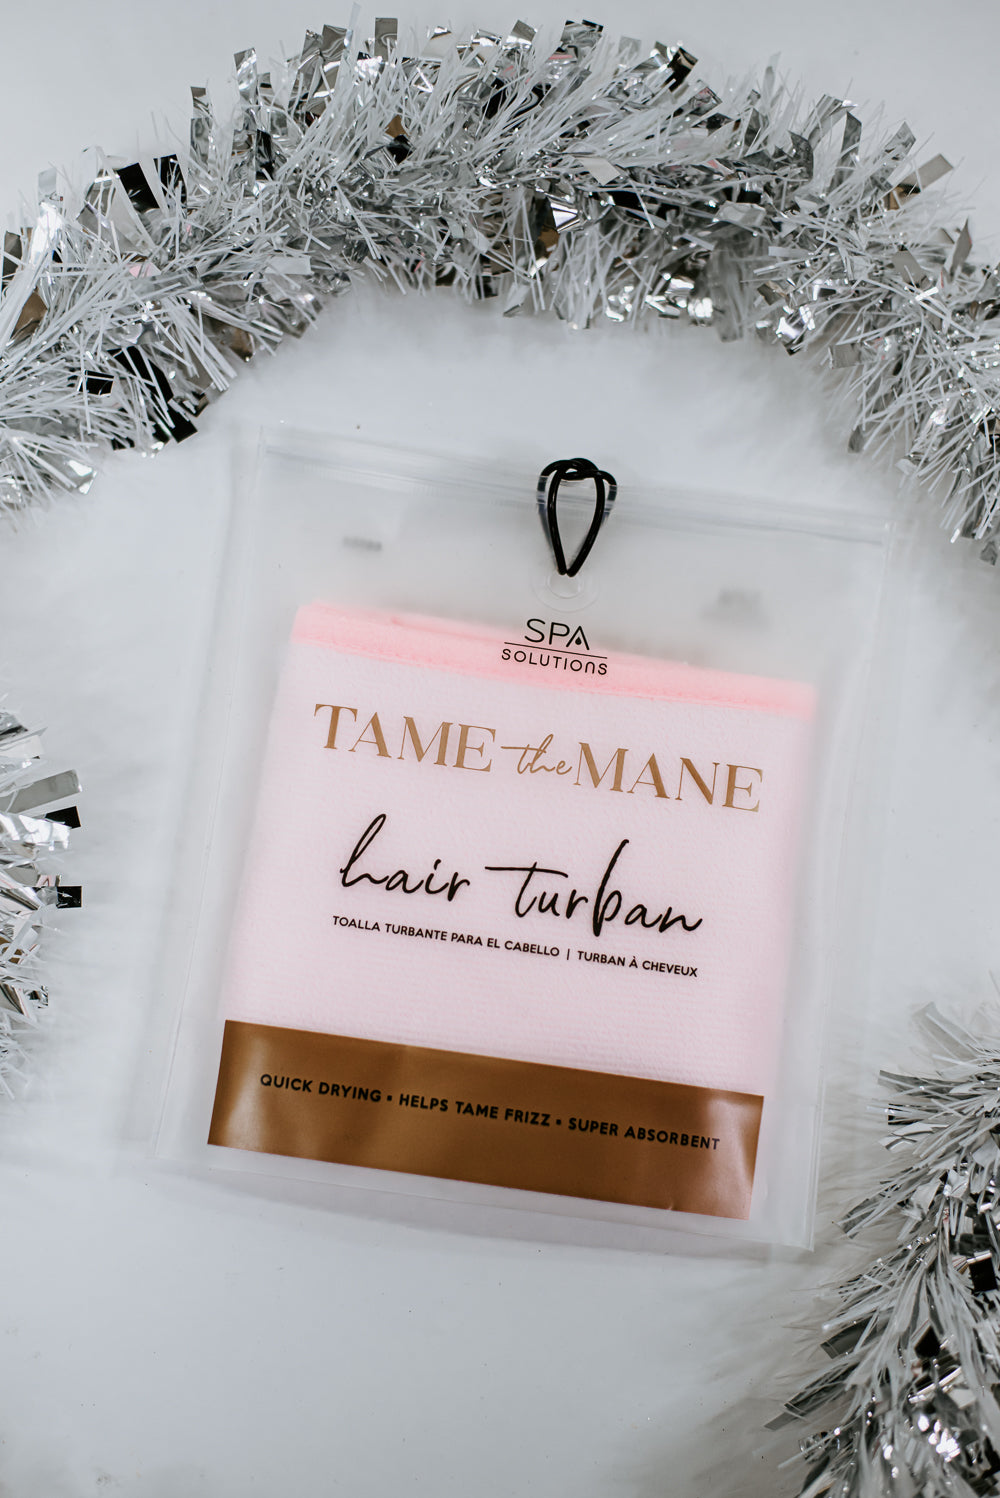 SPA
SOLUTIONS
TAME the MANE
hair turban
TOALLA TURBANTE PARA EL CABELLO | TURBAN À CHEVEUX
QUICK DRYING ▪ HELPS TAME FRIZZ ▪ SUPER ABSORBENT